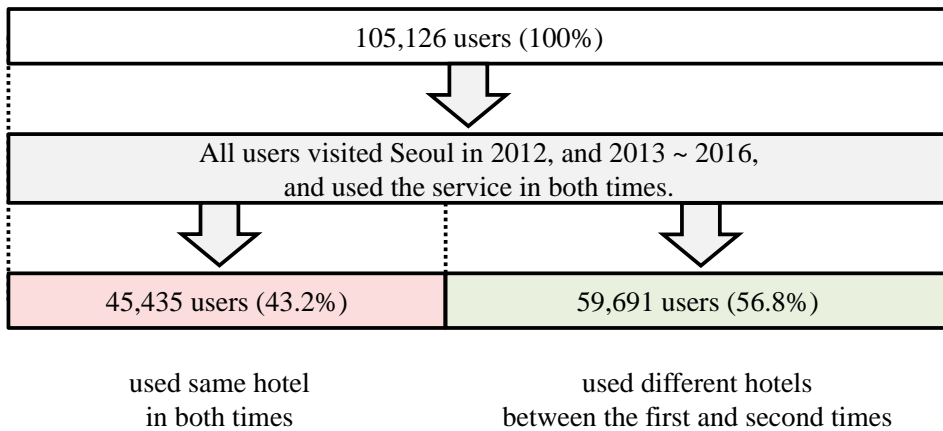 105,126 users (100%)
All users visited Seoul in 2012, and 2013 ~ 2016,
and used the service in both times.
45,435 users (43.2%)
59,691 users (56.8%)
used same hotel
in both times
used different hotels
between the first and second times